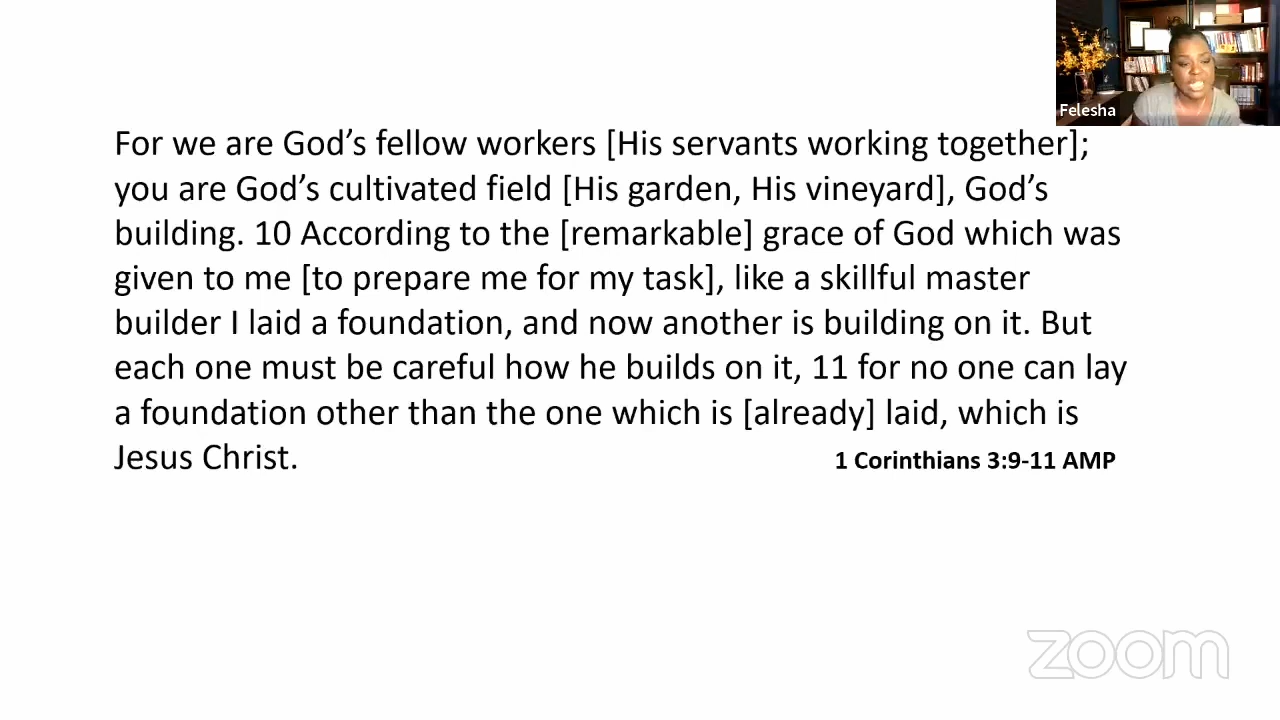 Felesha
For we are God’s fellow workers [His servants working together];
you are God’s cultivated field [His garden, His vineyard], God’s
building. 10 According to the [remarkable] grace of God which was
given to me [to prepare me for my task], like a skillful master
builder I laid a foundation, and now another is building on it. But
each one must be careful how he builds on it, 11 for no one can lay
a foundation other than the one which is [already] laid, which is
Jesus Christ.
1 Corinthians 3:9-11 AMP
zoom